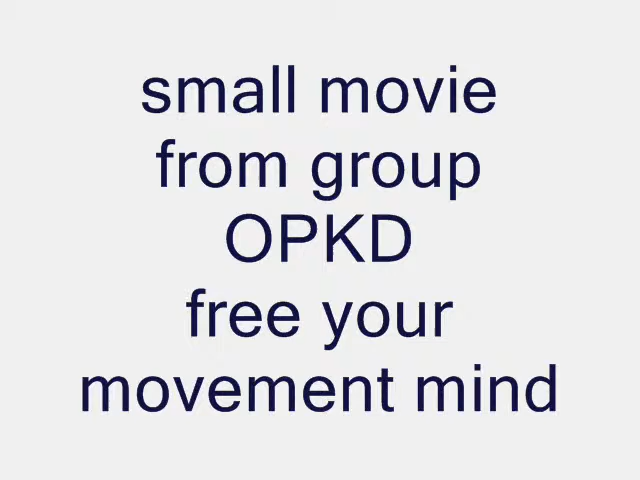 small movie
from group
OPKD
free your
movement mind